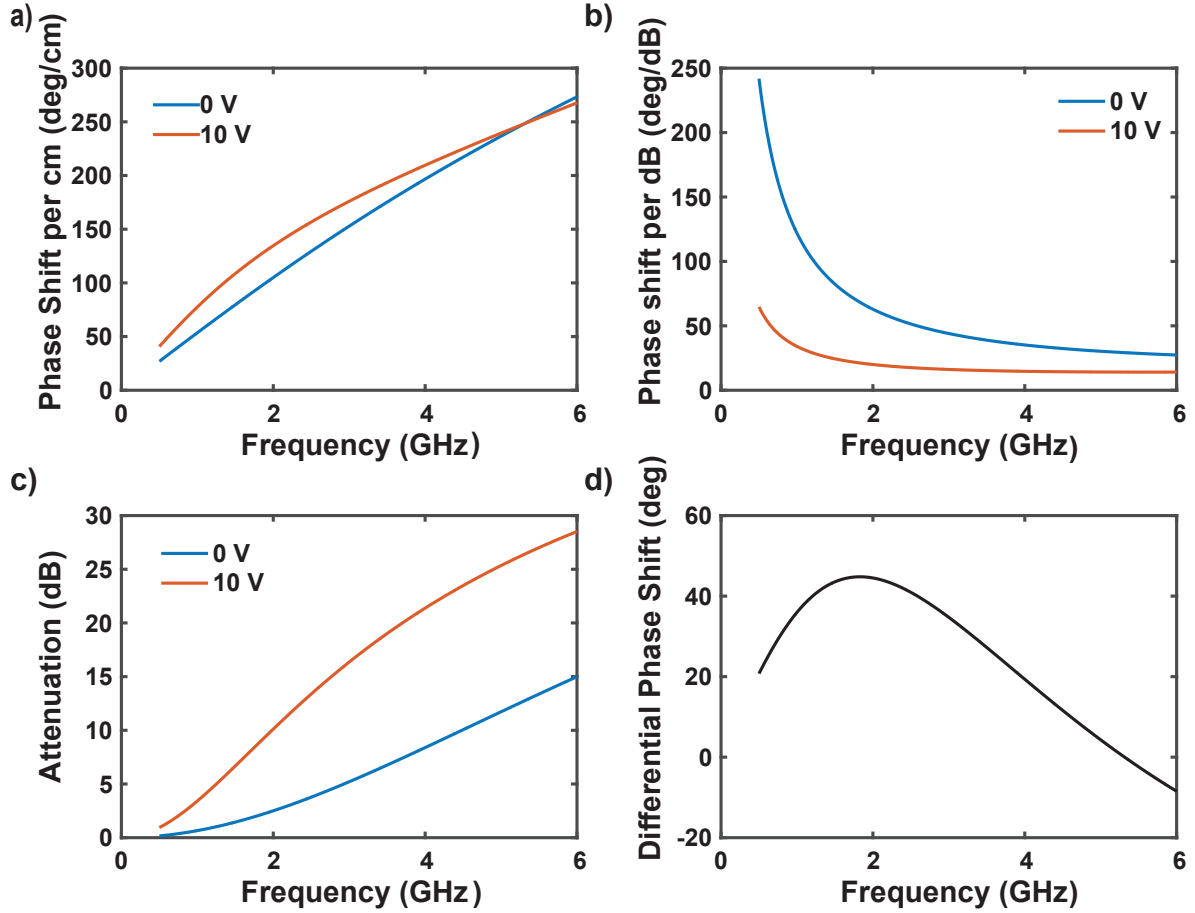 a)
Phase Shift per cm (deg/cm)
300
250
200
150
100
50
0
0 V
10 V
0
2
4
6
Frequency (GHz)
b)
Phase shift per dB (deg/dB)
250
200
150
100
50
0
0 V
10 V
0
2
4
6
Frequency (GHz)
c)
Attenuation (dB)
30
25
20
15
10
5
0
0 V
10 V
0
2
4
6
Frequency (GHz)
d)
Differential Phase Shift (deg)
60
40
20
0
-20
0
2
4
6
Frequency (GHz)